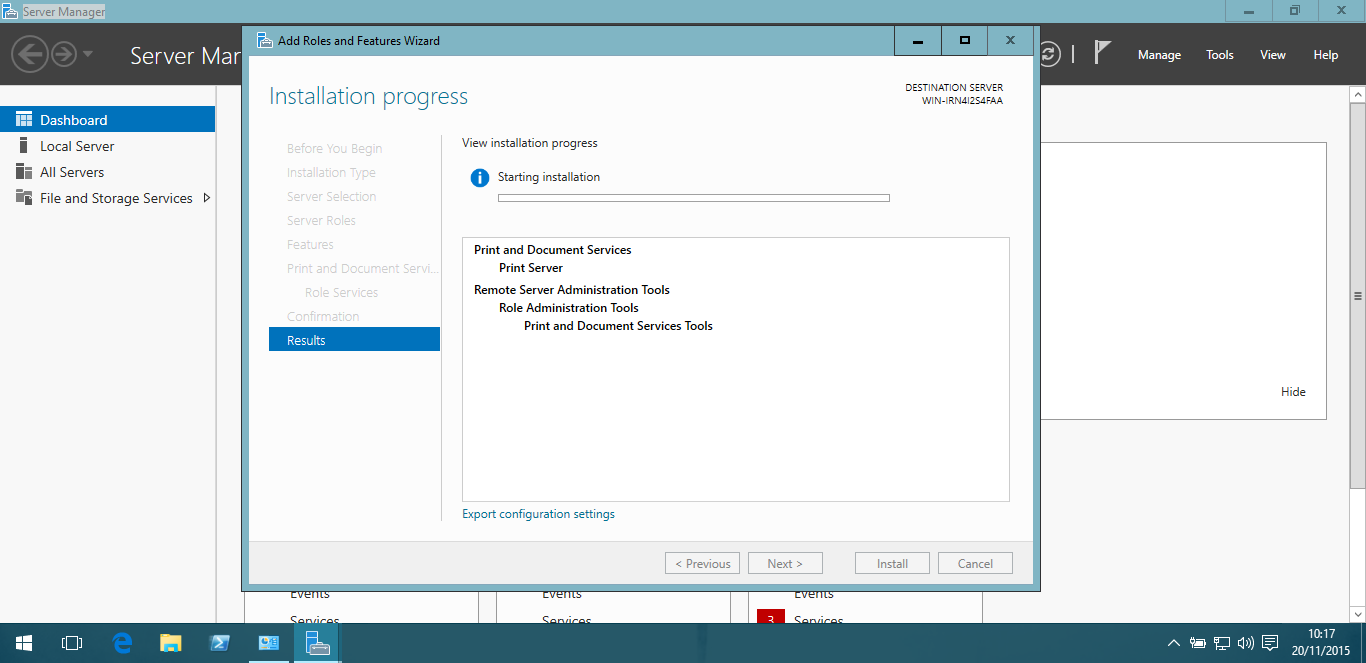 Server Manager
Add Roles and Features Wizard
Server Mar
Manage Tools View Help
Installation progress
DESTINATION SERVER
WIN-IRN4I2S4FAA
Dashboard
Local Server
All Servers
File and Storage Services
Before You Begin
Installation Type
Server Selection
Server Roles
Features
Print and Document Servi...
Role Services
Confirmation
Results
View installation progress
Starting installation
Print and Document Services
Print Server
Remote Server Administration Tools
Role Administration Tools
Print and Document Services Tools
Export configuration settings
Hide
< Previous Next > Install Cancel
Events Events Events
Services Services 3 Services
10:17
20/11/2015